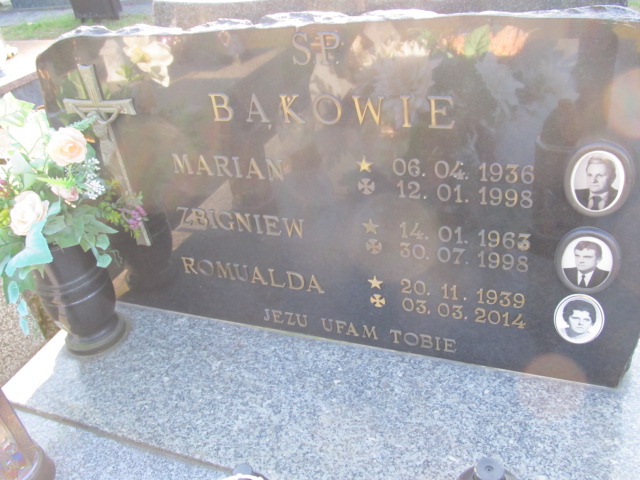 Ś.P.
BĄKOWIE
MARIAN 06.04.1936
12.01.1998
ZBIGNIEW 14.01.1963
30.07.1998
ROMUALDA 20.11.1939
03.03.2014
JEZU UFAM TOBIE